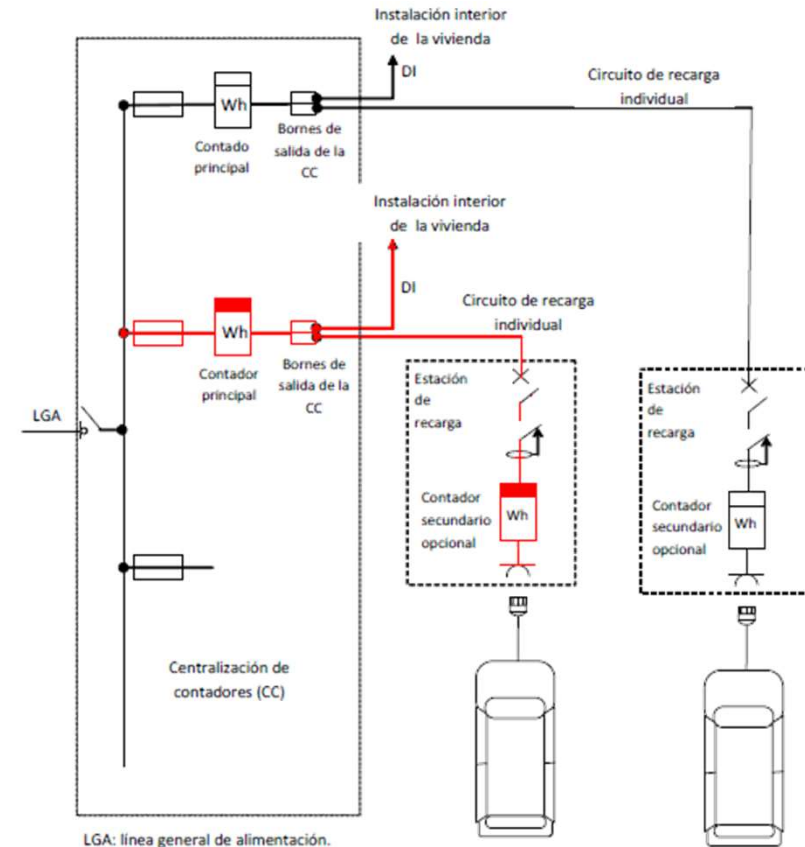 Instalación interior
de la vivienda
DI
Circuito de recarga
individual
Wh
Contado
principal
Bornes de
salida de la
CC
Instalación interior
de la vivienda
DI
Circuito de recarga
individual
Wh
Contador
principal
Bornes de
salida de la
CC
LGA
Estación
de
recarga
Contador
secundario
opcional
Wh
Estación
de
recarga
Contador
secundario
opcional
Wh
Centralización de
contadores (CC)
LGA: línea general de alimentación.